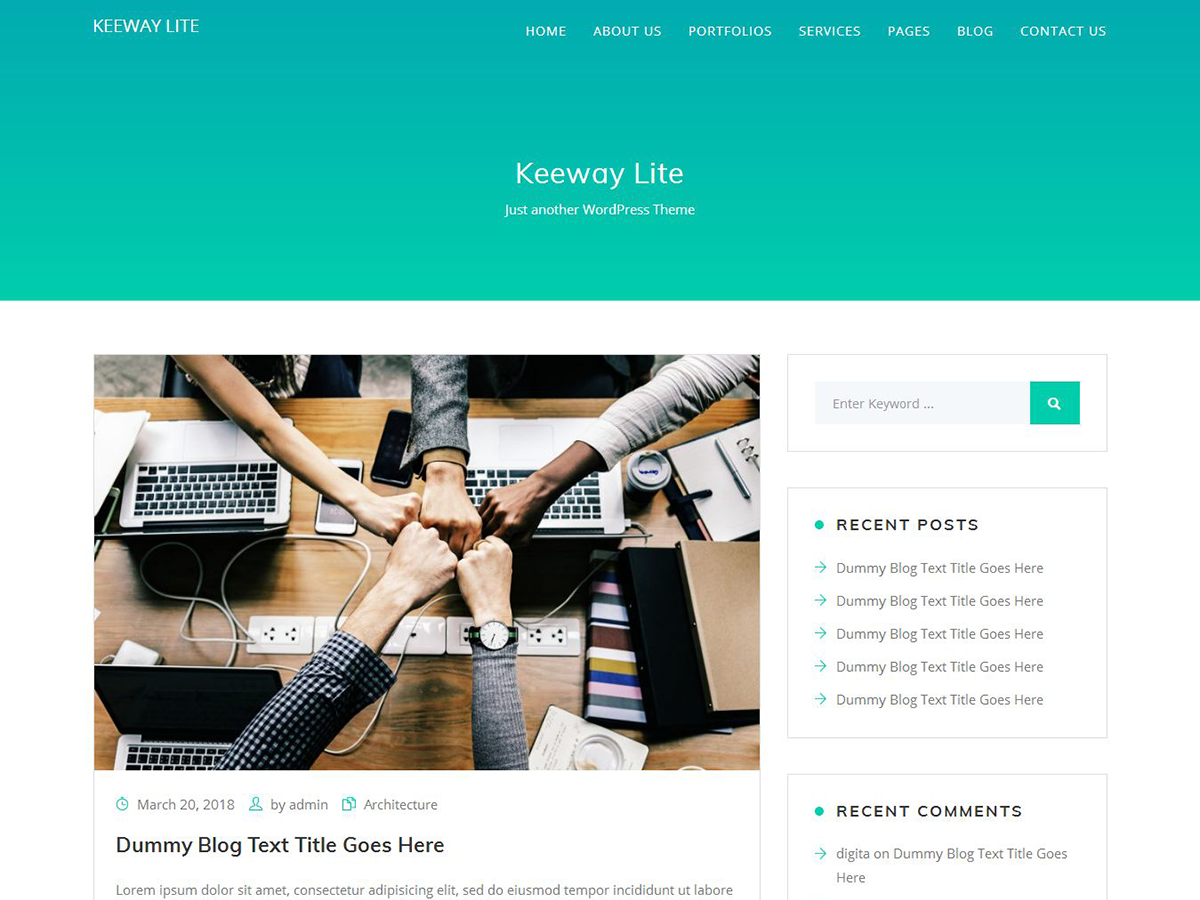 KEEWAY LITE
HOME ABOUT US PORTFOLIOS SERVICES PAGES BLOG CONTACT US
Keeway Lite
Just another WordPress Theme
Enter Keyword ...
RECENT POSTS
Dummy Blog Text Title Goes Here
Dummy Blog Text Title Goes Here
Dummy Blog Text Title Goes Here
Dummy Blog Text Title Goes Here
Dummy Blog Text Title Goes Here
March 20, 2018 by admin Architecture
Dummy Blog Text Title Goes Here
Lorem ipsum dolor sit amet, consectetur adipisicing elit, sed do eiusmod tempor incididunt ut labore
RECENT COMMENTS
digita on Dummy Blog Text Title Goes
Here